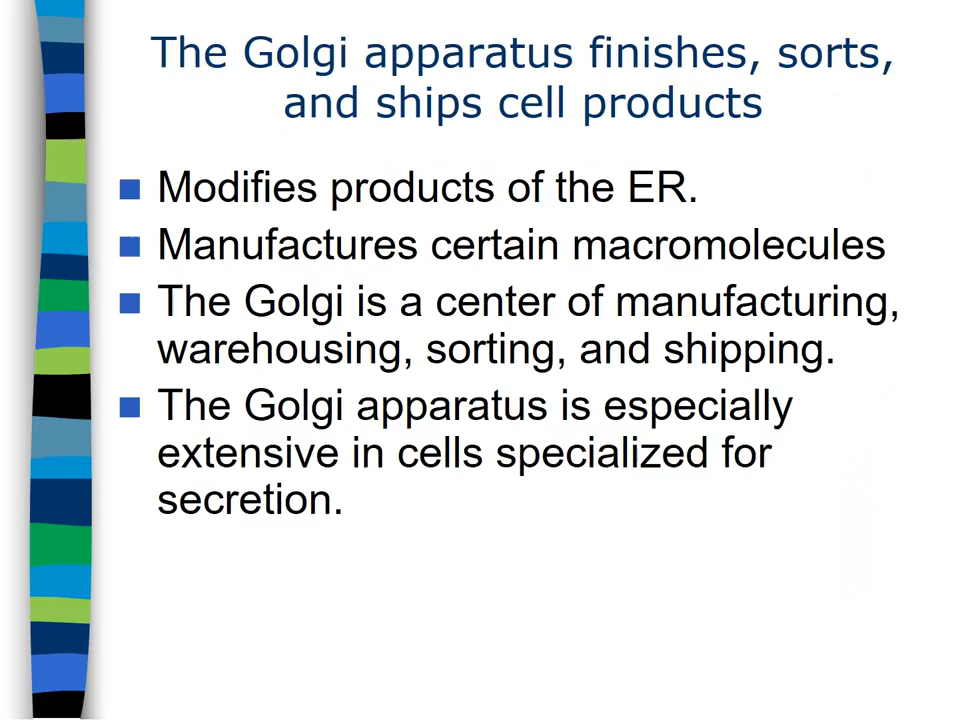 The Golgi apparatus finishes, sorts,
and ships cell products
Modifies products of the ER.
Manufactures certain macromolecules
The Golgi is a center of manufacturing,
warehousing, sorting, and shipping.
The Golgi apparatus is especially
extensive in cells specialized for
secretion.